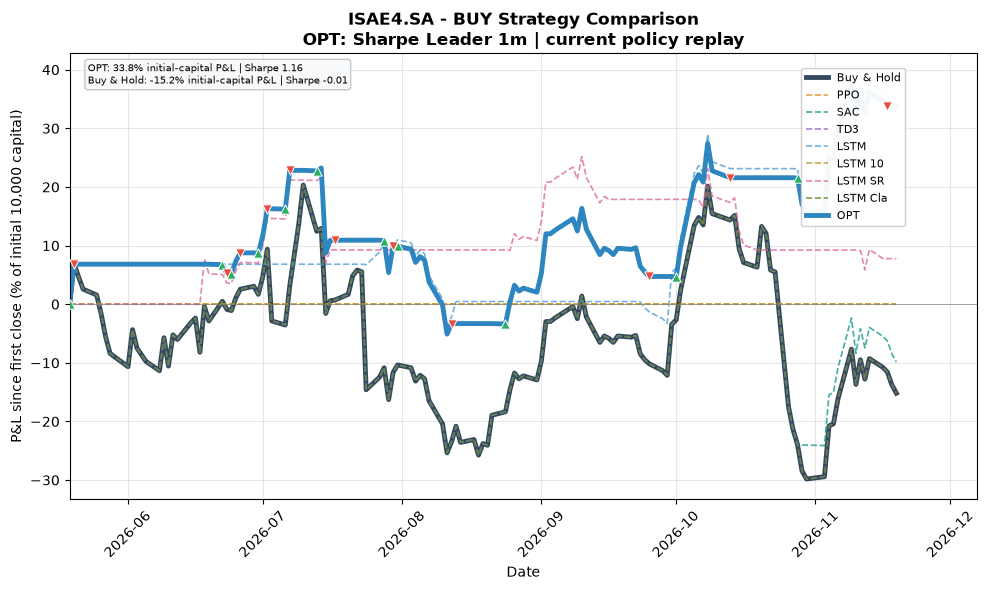 ISAE4.SA - BUY Strategy Comparison
OPT: Sharpe Leader 1m | current policy replay
OPT: 33.8% initial-capital P&L | Sharpe 1.16
Buy & Hold: -15.2% initial-capital P&L | Sharpe -0.01
Buy & Hold
PPO
SAC
TD3
LSTM
LSTM 10
LSTM SR
LSTM Cla
OPT
P&L since first close (% of initial 10,000 capital)
40
30
20
10
0
−10
−20
−30
2026-06
2026-07
2026-08
2026-09
2026-10
2026-11
2026-12
Date